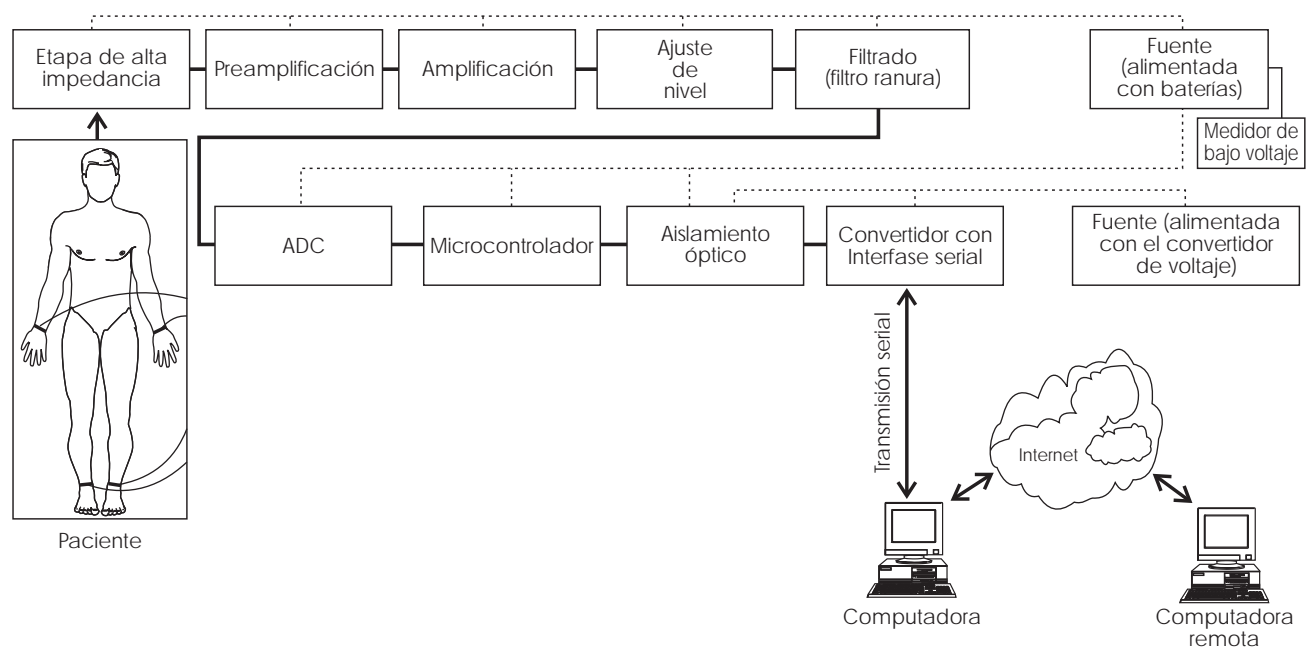 Etapa de alta
impedancia
Preamplificación
Amplificación
Ajuste
de
nivel
Filtrado
(filtro ranura)
Fuente
(alimentada
con baterías)
Medidor de
bajo voltaje
ADC
Microcontrolador
Aislamiento
óptico
Convertidor con
Interfase serial
Fuente (alimentada
con el convertidor
de voltaje)
Transmisión serial
Internet
Paciente
Computadora
Computadora
remota